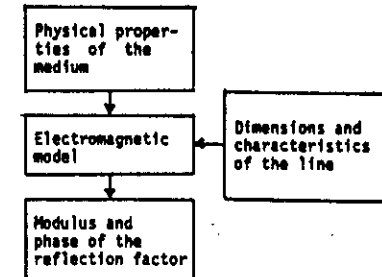 Physical proper-
ties of the
medium
Electromagnetic
model
Dimensions and
characteristics
of the line
Modulus and
phase of the
reflection factor